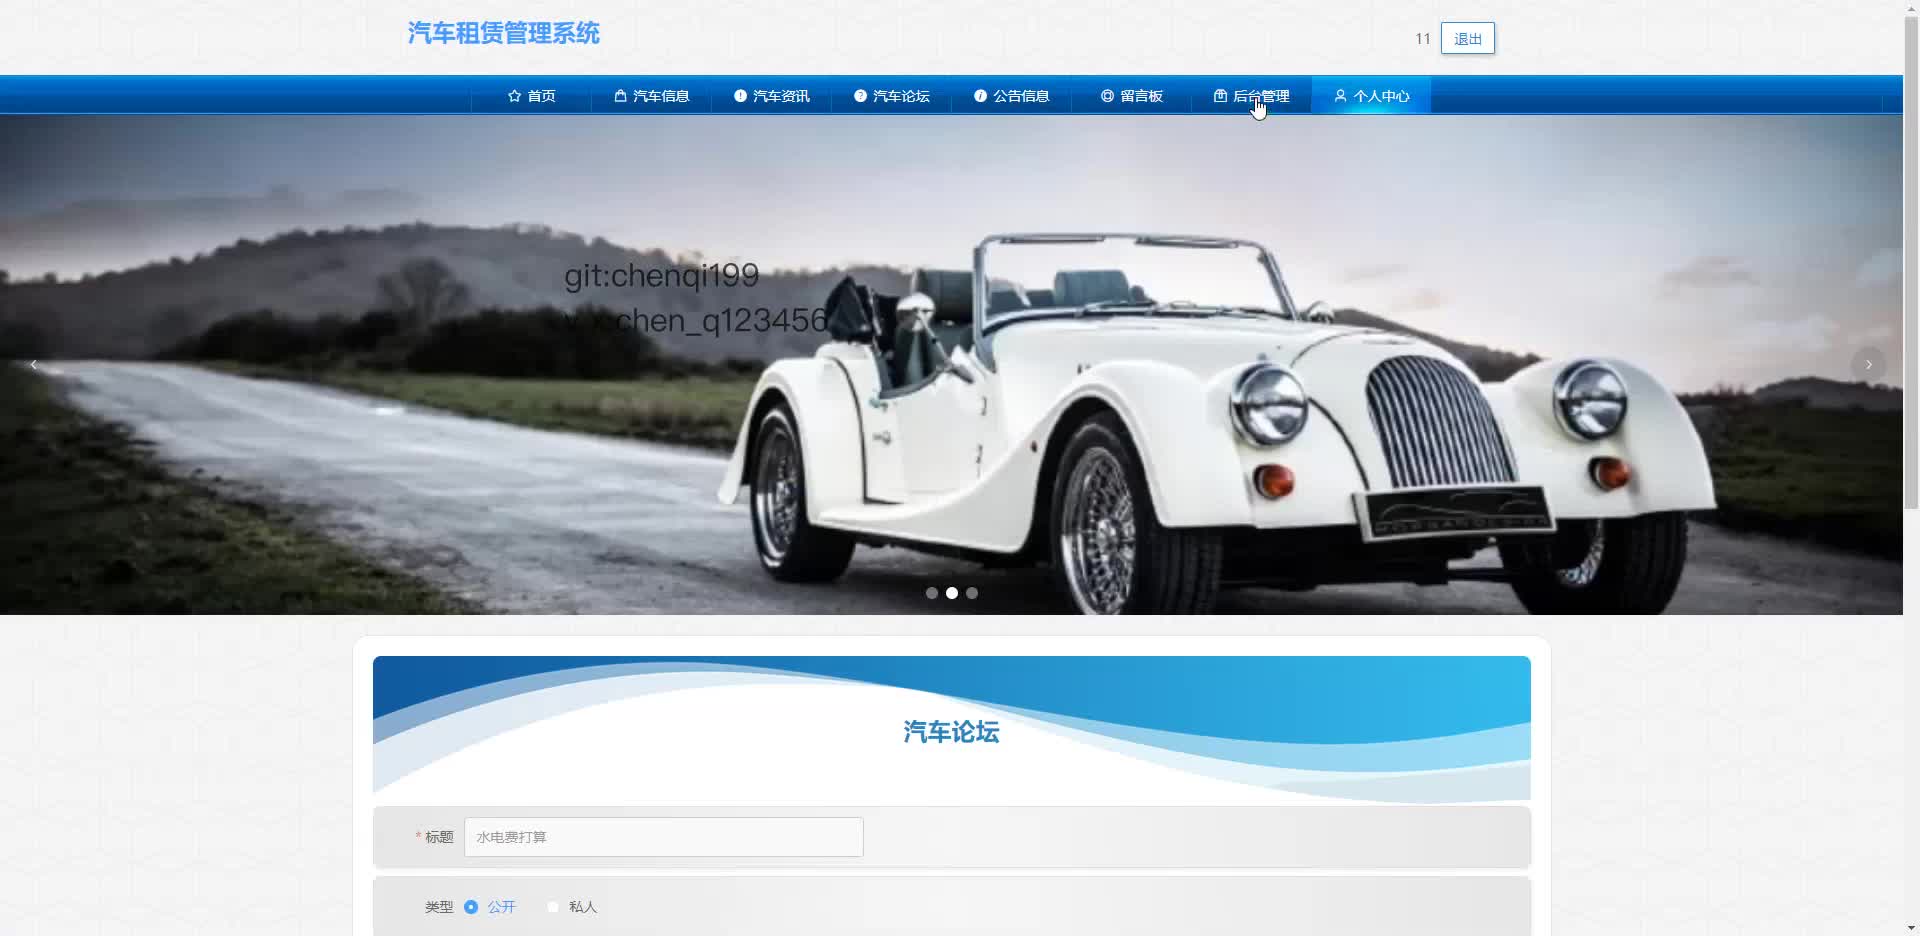 汽车租赁管理系统
11
退出
首页
汽车信息
汽车资讯
汽车论坛
公告信息
留言板
后台管理
个人中心
git:chenqi199
v x:chen_q123456
汽车论坛
* 标题
水电费打算
类型
公开
私人